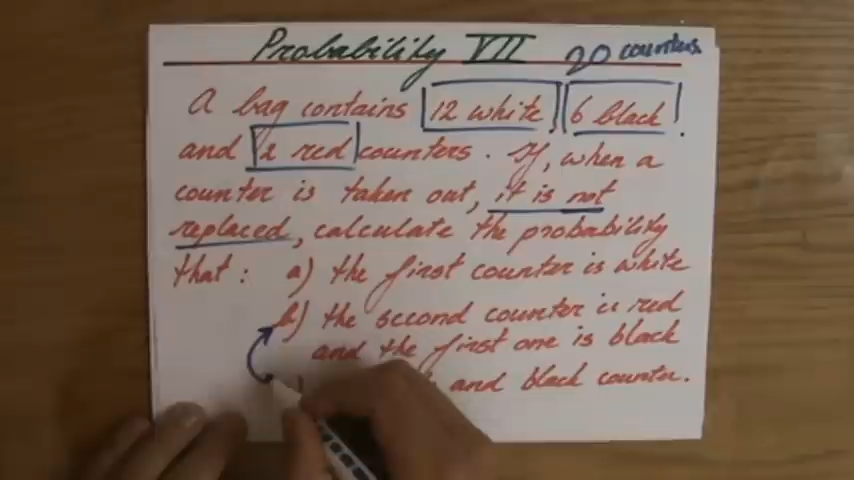 Probability VII 20 counters
A bag contains 12 white, 6 black
and 2 red counters. If, when a
counter is taken out, it is not
replaced, calculate the probability
that: a) the first counter is white
b) the second counter is red
and the first one is black
and black counter.